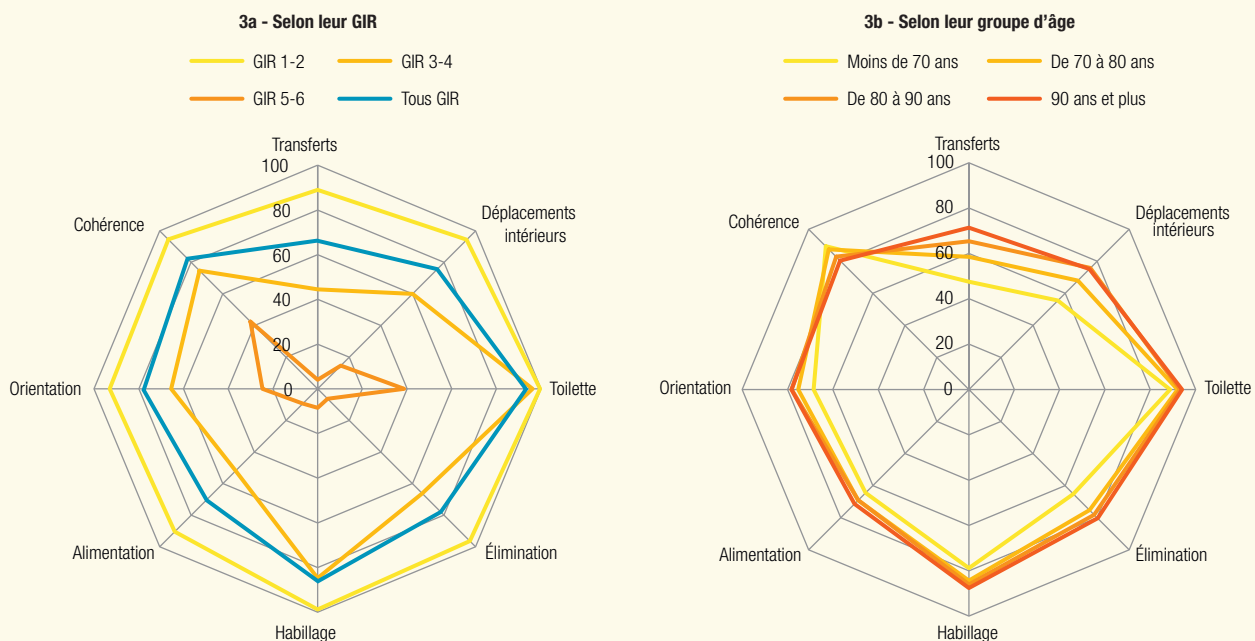 3a - Selon leur GIR
GIR 1-2
GIR 3-4
GIR 5-6
Tous GIR
Transferts
100
80
60
40
20
0
Déplacements
intérieurs
Toilette
Élimination
Habillage
Alimentation
Orientation
Cohérence
3b - Selon leur groupe d’âge
Moins de 70 ans
De 70 à 80 ans
De 80 à 90 ans
90 ans et plus
Transferts
100
80
60
40
20
0
Déplacements
intérieurs
Toilette
Élimination
Habillage
Alimentation
Orientation
Cohérence